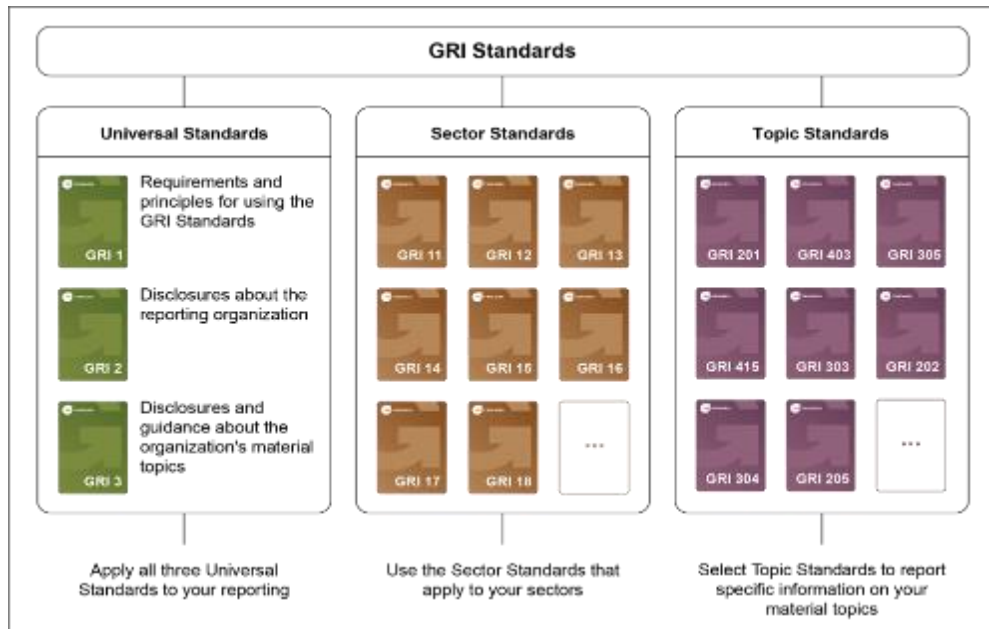 GRI Standards
Universal Standards
GRI 1
Requirements and
principles for using the
GRI Standards
GRI 2
Disclosures about the
reporting organization
GRI 3
Disclosures and
guidance about the
organization's material
topics
Apply all three Universal
Standards to your reporting
Sector Standards
GRI 11
GRI 12
GRI 13
GRI 14
GRI 15
GRI 16
GRI 17
GRI 18
...
Use the Sector Standards that
apply to your sectors
Topic Standards
GRI 201
GRI 403
GRI 305
GRI 415
GRI 303
GRI 202
GRI 304
GRI 205
...
Select Topic Standards to report
specific information on your
material topics